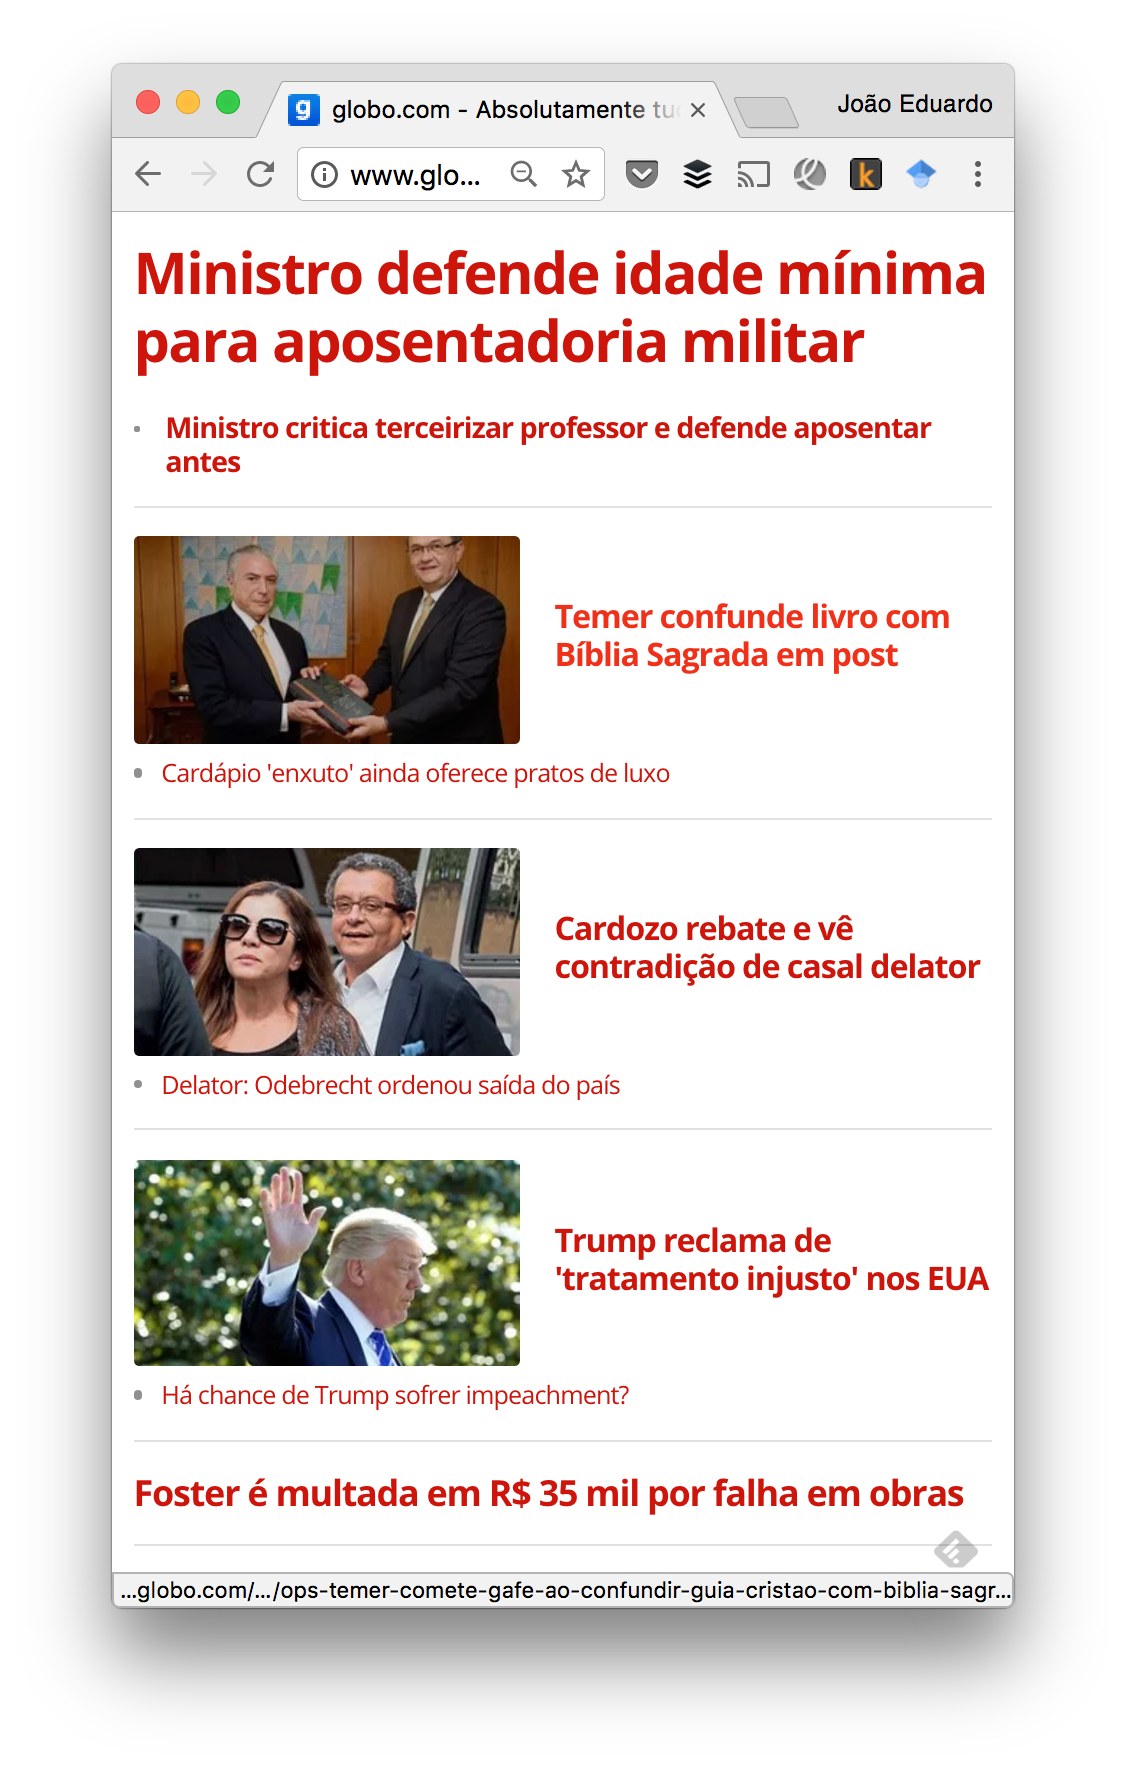 globo.com - Absolutamente tud
João Eduardo
www.glo...
Ministro defende idade mínima
para aposentadoria militar
Ministro critica terceirizar professor e defende aposentar
antes
Temer confunde livro com
Bíblia Sagrada em post
Cardápio 'enxuto' ainda oferece pratos de luxo
Cardozo rebate e vê
contradição de casal delator
Delator: Odebrecht ordenou saída do país
Trump reclama de
'tratamento injusto' nos EUA
Há chance de Trump sofrer impeachment?
Foster é multada em R$ 35 mil por falha em obras
...globo.com/.../ops-temer-comete-gafe-ao-confundir-guia-cristao-com-biblia-sagr...